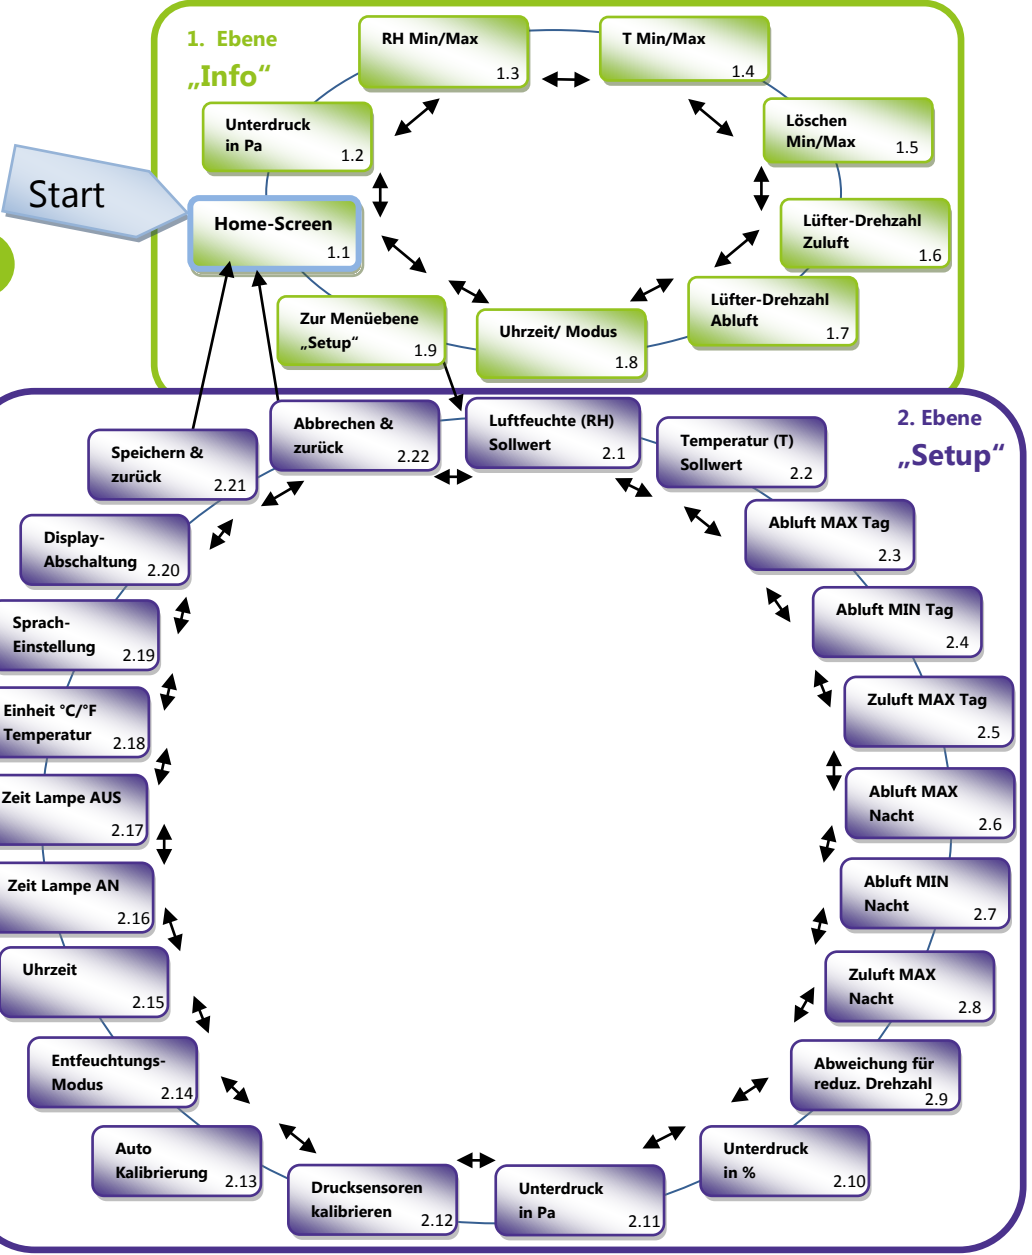 1. Ebene
„Info“
Start
Home-Screen
1.1
Unterdruck
in Pa
1.2
RH Min/Max
1.3
T Min/Max
1.4
Löschen
Min/Max
1.5
Lüfter-Drehzahl
Zuluft
1.6
Lüfter-Drehzahl
Abluft
1.7
Uhrzeit/ Modus
1.8
Zur Menüebene
„Setup“
1.9
2. Ebene
„Setup“
Luftfeuchte (RH)
Sollwert
2.1
Temperatur (T)
Sollwert
2.2
Abluft MAX Tag
2.3
Abluft MIN Tag
2.4
Zuluft MAX Tag
2.5
Abluft MAX
Nacht
2.6
Abluft MIN
Nacht
2.7
Zuluft MAX
Nacht
2.8
Abweichung für
reduz. Drehzahl
2.9
Unterdruck
in %
2.10
Unterdruck
in Pa
2.11
Drucksensoren
kalibrieren
2.12
Auto
Kalibrierung
2.13
Entfeuchtungs-
Modus
2.14
Uhrzeit
2.15
Zeit Lampe AN
2.16
Zeit Lampe AUS
2.17
Einheit °C/°F
Temperatur
2.18
Sprach-
Einstellung
2.19
Display-
Abschaltung
2.20
Speichern &
zurück
2.21
Abbrechen &
zurück
2.22